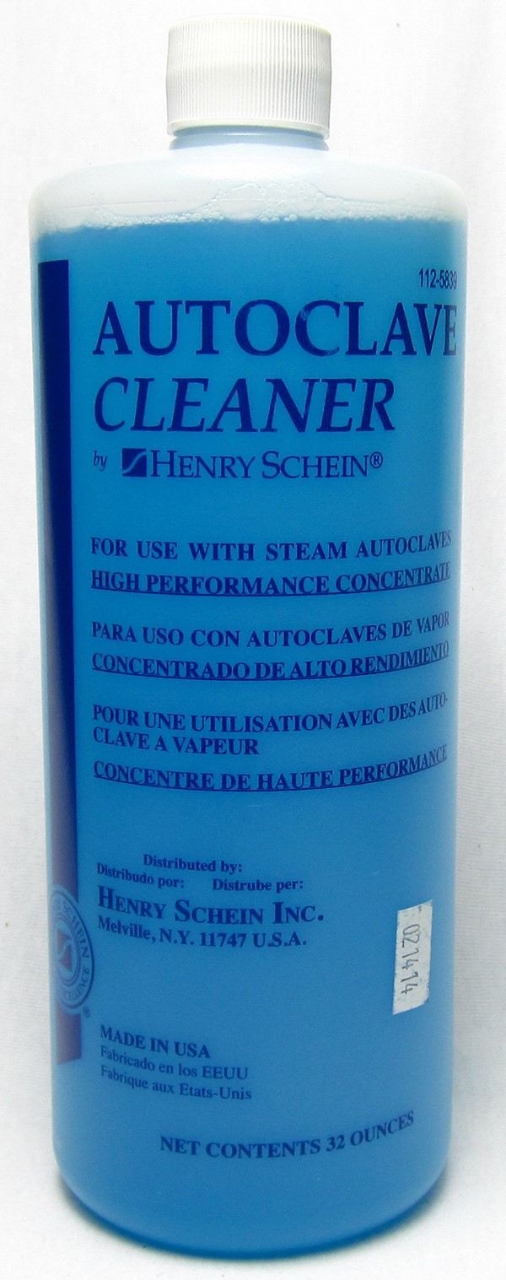 112-5839
AUTOCLAVE
CLEANER
by HENRY SCHEIN®
FOR USE WITH STEAM AUTOCLAVES
HIGH PERFORMANCE CONCENTRATE
PARA USO CON AUTOCLAVES DE VAPOR
CONCENTRADO DE ALTO RENDIMIENTO
POUR UNE UTILISATION AVEC DES AUTO-
CLAVE A VAPEUR
CONCENTRE DE HAUTE PERFORMANCE
Distributed by:
Distribudo por: Distrube per:
HENRY SCHEIN INC.
Melville, N.Y. 11747 U.S.A.
021414
SCHEIN
®
MADE IN USA
Fabricado en los EEUU
Fabrique aux Etats-Unis
NET CONTENTS 32 OUNCES